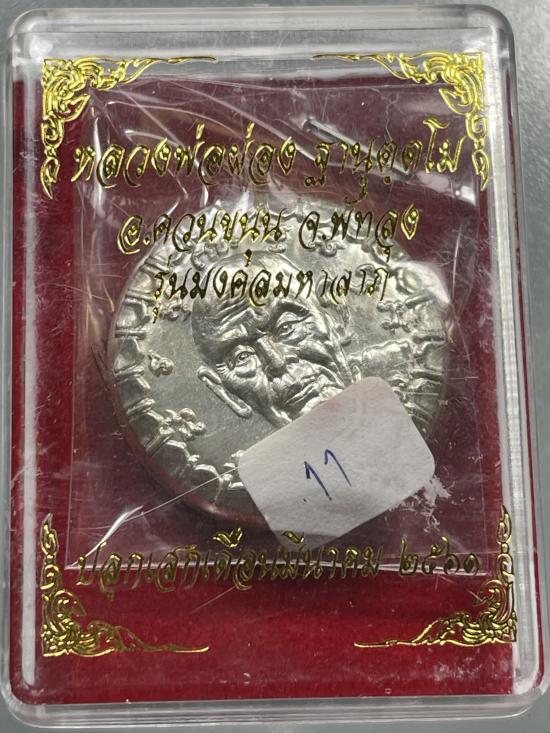 หลวงพ่อผ่อง ฐานุตฺตโม
อ.ควนขนุน จ.พัทลุง
รุ่นมงคลมหาลาภ
11
ปลุกเสกเดือนมีนาคม ๒๕๖๑